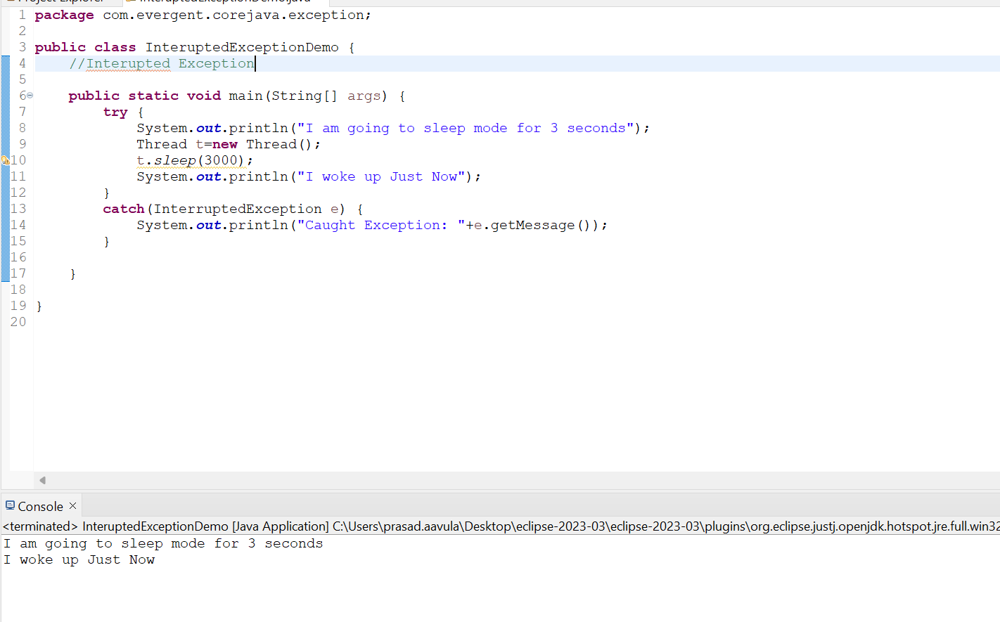 Project Explorer InteruptedExceptionDemo.java
1 package com.evergent.corejava.exception;
2
3 public class InteruptedExceptionDemo {
4     //Interupted Exception
5
6     public static void main(String[] args) {
7         try {
8             System.out.println("I am going to sleep mode for 3 seconds");
9             Thread t=new Thread();
10             t.sleep(3000);
11             System.out.println("I woke up Just Now");
12         }
13         catch(InterruptedException e) {
14             System.out.println("Caught Exception: "+e.getMessage());
15         }
16
17     }
18
19 }
20
Console
<terminated> InteruptedExceptionDemo [Java Application] C:\Users\prasad.aavula\Desktop\eclipse-2023-03\eclipse-2023-03\plugins\org.eclipse.justj.openjdk.hotspot.jre.full.win32
I am going to sleep mode for 3 seconds
I woke up Just Now